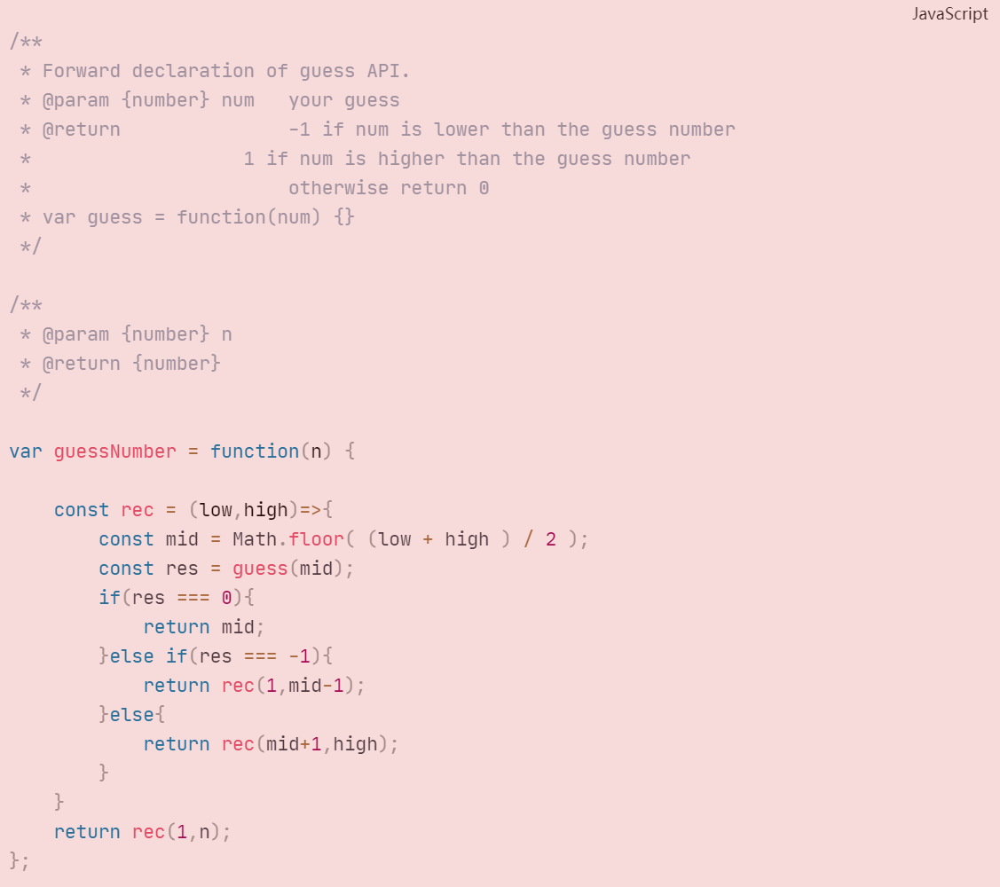 JavaScript
/**
 * Forward declaration of guess API.
 * @param {number} num   your guess
 * @return               -1 if num is lower than the guess number
 *                   1 if num is higher than the guess number
 *                       otherwise return 0
 * var guess = function(num) {}
 */
/**
 * @param {number} n
 * @return {number}
 */
var guessNumber = function(n) {
    const rec = (low,high)=>{
        const mid = Math.floor( (low + high ) / 2 );
        const res = guess(mid);
        if(res === 0){
            return mid;
        }else if(res === -1){
            return rec(1,mid-1);
        }else{
            return rec(mid+1,high);
        }
    }
    return rec(1,n);
};